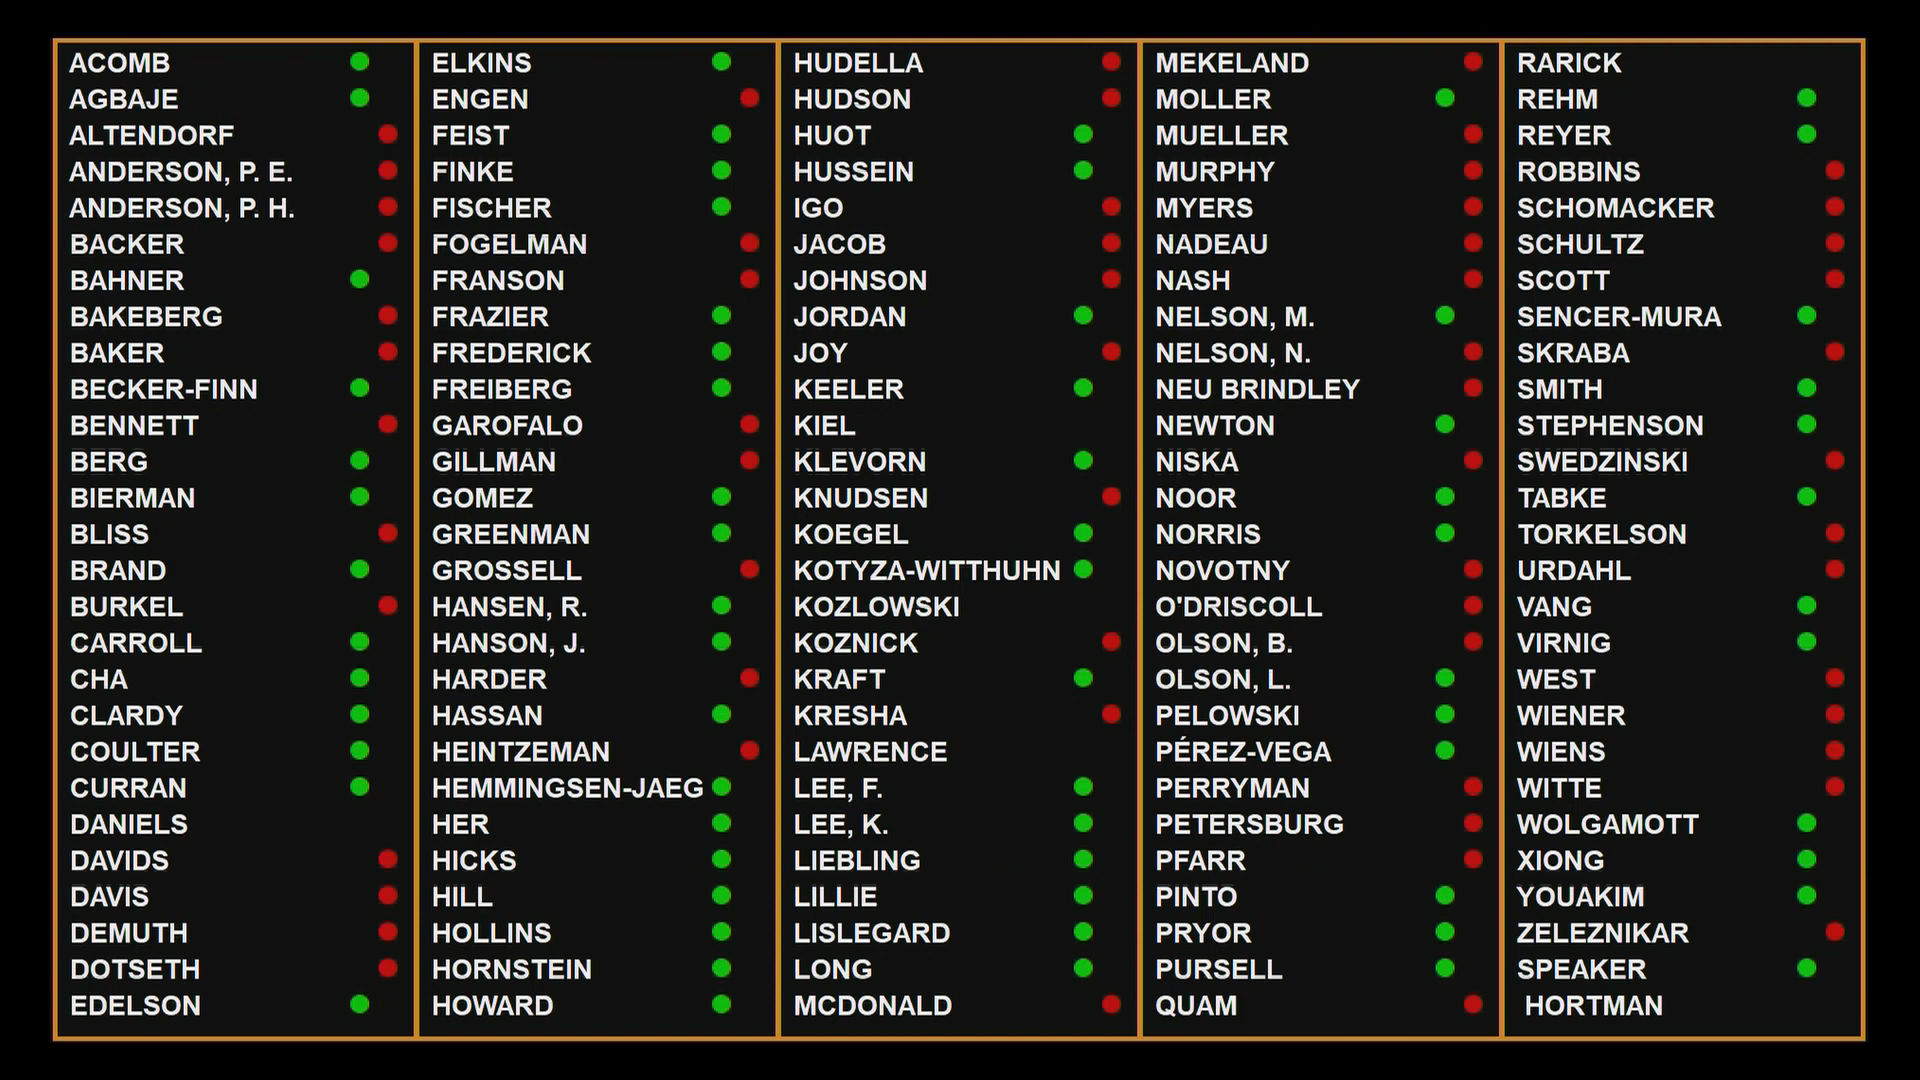 ACOMB
AGBAJE
ALTENDORF
ANDERSON, P. E.
ANDERSON, P. H.
BACKER
BAHNER
BAKEBERG
BAKER
BECKER-FINN
BENNETT
BERG
BIERMAN
BLISS
BRAND
BURKEL
CARROLL
CHA
CLARDY
COULTER
CURRAN
DANIELS
DAVIDS
DAVIS
DEMUTH
DOTSETH
EDELSON
ELKINS
ENGEN
FEIST
FINKE
FISCHER
FOGELMAN
FRANSON
FRAZIER
FREDERICK
FREIBERG
GAROFALO
GILLMAN
GOMEZ
GREENMAN
GROSSELL
HANSEN, R.
HANSON, J.
HARDER
HASSAN
HEINTZEMAN
HEMMINGSEN-JAEG
HER
HICKS
HILL
HOLLINS
HORNSTEIN
HOWARD
HUDELLA
HUDSON
HUOT
HUSSEIN
IGO
JACOB
JOHNSON
JORDAN
JOY
KEELER
KIEL
KLEVORN
KNUDSEN
KOEGEL
KOTYZA-WITTHUHN
KOZLOWSKI
KOZNICK
KRAFT
KRESHA
LAWRENCE
LEE, F.
LEE, K.
LIEBLING
LILLIE
LISLEGARD
LONG
MCDONALD
MEKELAND
MOLLER
MUELLER
MURPHY
MYERS
NADEAU
NASH
NELSON, M.
NELSON, N.
NEU BRINDLEY
NEWTON
NISKA
NOOR
NORRIS
NOVOTNY
O'DRISCOLL
OLSON, B.
OLSON, L.
PELOWSKI
PÉREZ-VEGA
PERRYMAN
PETERSBURG
PFARR
PINTO
PRYOR
PURSELL
QUAM
RARICK
REHM
REYER
ROBBINS
SCHOMACKER
SCHULTZ
SCOTT
SENCER-MURA
SKRABA
SMITH
STEPHENSON
SWEDZINSKI
TABKE
TORKELSON
URDAHL
VANG
VIRNIG
WEST
WIENER
WIENS
WITTE
WOLGAMOTT
XIONG
YOUAKIM
ZELEZNIKAR
SPEAKER
HORTMAN